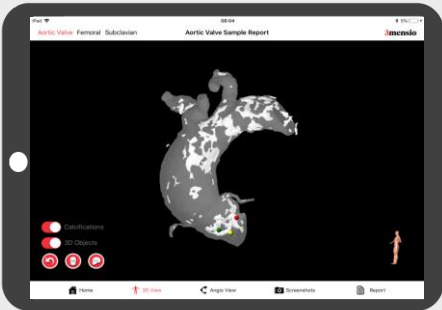 iPad 08:04 5%
Aortic Valve Femoral Subclavian Aortic Valve Sample Report 3mensio
Calcifications
3D Objects
Home 3D View Angio View Screenshots Report